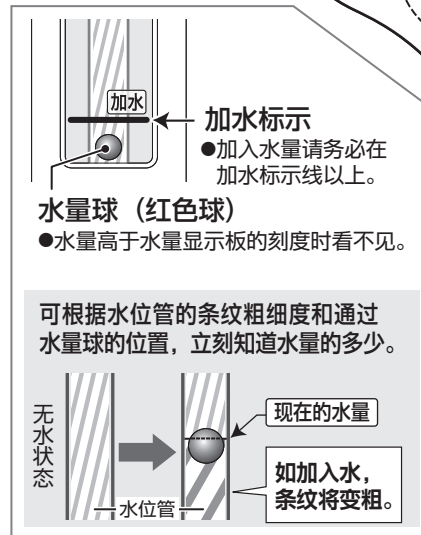 加水
加水标示
●加入水量请务必在
加水标示线以上。
水量球（红色球）
●水量高于水量显示板的刻度时看不见。
可根据水位管的条纹粗细度和通过
水量球的位置，立刻知道水量的多少。
无水状态
现在的水量
如加入水，
条纹将变粗。
水位管